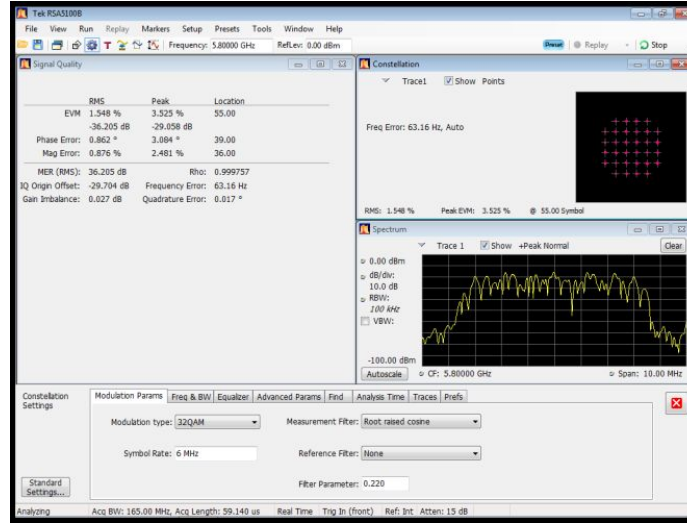 Tek RSA5100B
File View Run Replay Markers Setup Presets Tools Window Help
T Frequency: 5.80000 GHz RefLev: 0.00 dBm Preset Replay Stop
Signal Quality
RMS Peak Location
EVM 1.548 % 3.525 % 55.00
-36.205 dB -29.058 dB
Phase Error: 0.862 ° 3.084 ° 39.00
Mag Error: 0.876 % 2.481 % 36.00
MER (RMS): 36.205 dB Rho: 0.999757
IQ Origin Offset: -29.704 dB Frequency Error: 63.16 Hz
Gain Imbalance: 0.027 dB Quadrature Error: 0.017 °
Constellation
Trace1 Show Points
Freq Error: 63.16 Hz, Auto
RMS: 1.548 % Peak EVM: 3.525 % @ 55.00 Symbol
Spectrum
Trace 1 Show +Peak Normal Clear
0.00 dBm
dB/div:
10.0 dB
RBW:
100 kHz
VBW:
-100.00 dBm
Autoscale CF: 5.80000 GHz Span: 10.00 MHz
Constellation Settings
Modulation Params Freq & BW Equalizer Advanced Params Find Analysis Time Traces Prefs
Modulation type: 32QAM Measurement Filter: Root raised cosine
Symbol Rate: 6 MHz Reference Filter: None
Filter Parameter: 0.220
Standard Settings...
Analyzing Acq BW: 165.00 MHz, Acq Length: 59.140 us Real Time Trig In (front) Ref: Int Atten: 15 dB